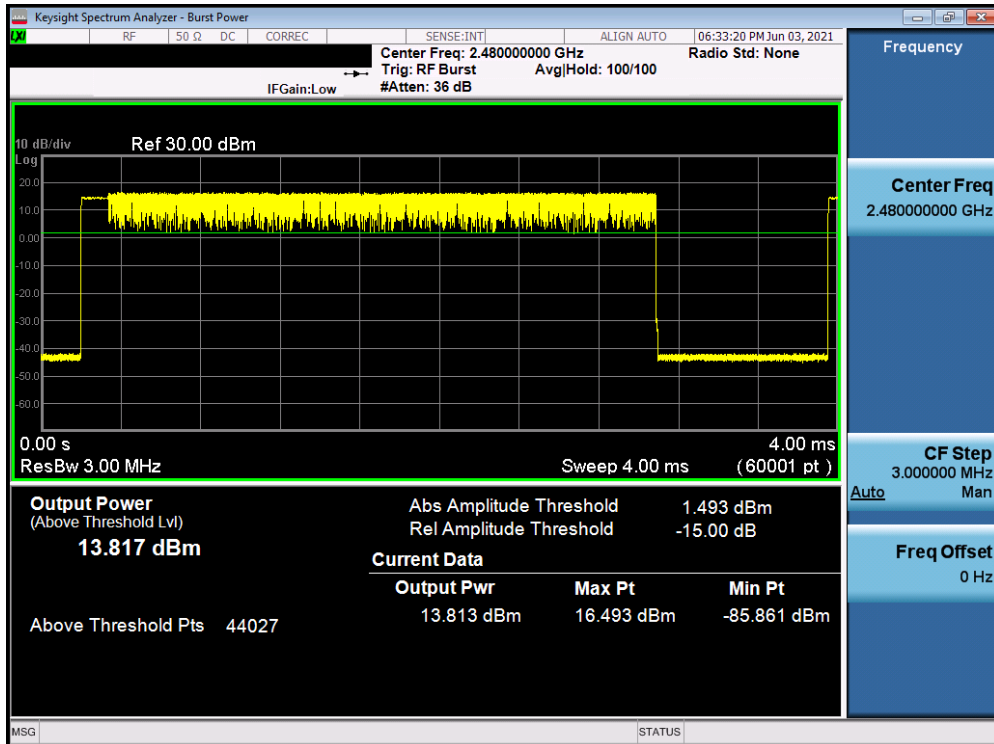 Keysight Spectrum Analyzer - Burst Power
LXI RF 50 Ω DC CORREC SENSE:INT ALIGN AUTO 06:33:20 PM Jun 03, 2021
Center Freq: 2.480000000 GHz Radio Std: None
Trig: RF Burst Avg|Hold: 100/100
IFGain:Low #Atten: 36 dB
Frequency
10 dB/div Ref 30.00 dBm
Log
20.0
10.0
0.00
-10.0
-20.0
-30.0
-40.0
-50.0
-60.0
0.00 s 4.00 ms
ResBw 3.00 MHz Sweep 4.00 ms (60001 pt)
Center Freq
2.480000000 GHz
CF Step
3.000000 MHz
Auto Man
Freq Offset
0 Hz
Output Power
(Above Threshold Lvl)
13.817 dBm
Above Threshold Pts 44027
Abs Amplitude Threshold 1.493 dBm
Rel Amplitude Threshold -15.00 dB
Current Data
Output Pwr Max Pt Min Pt
13.813 dBm 16.493 dBm -85.861 dBm
MSG STATUS